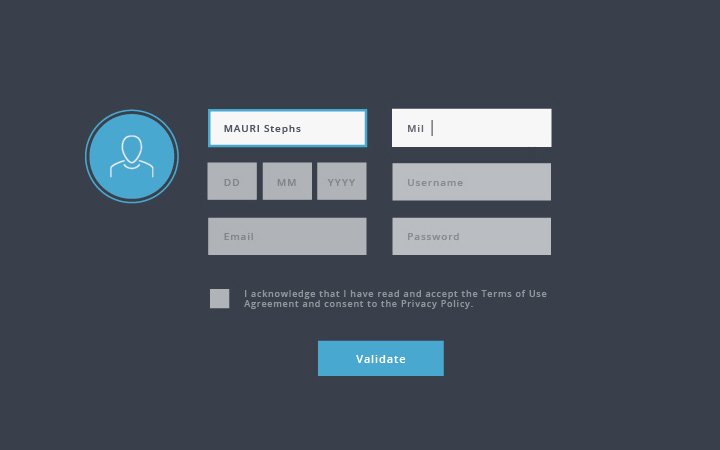 MAURI Stephs
Mil
DD MM YYYY
Username
Email
Password
I acknowledge that I have read and accept the Terms of Use
Agreement and consent to the Privacy Policy.
Validate